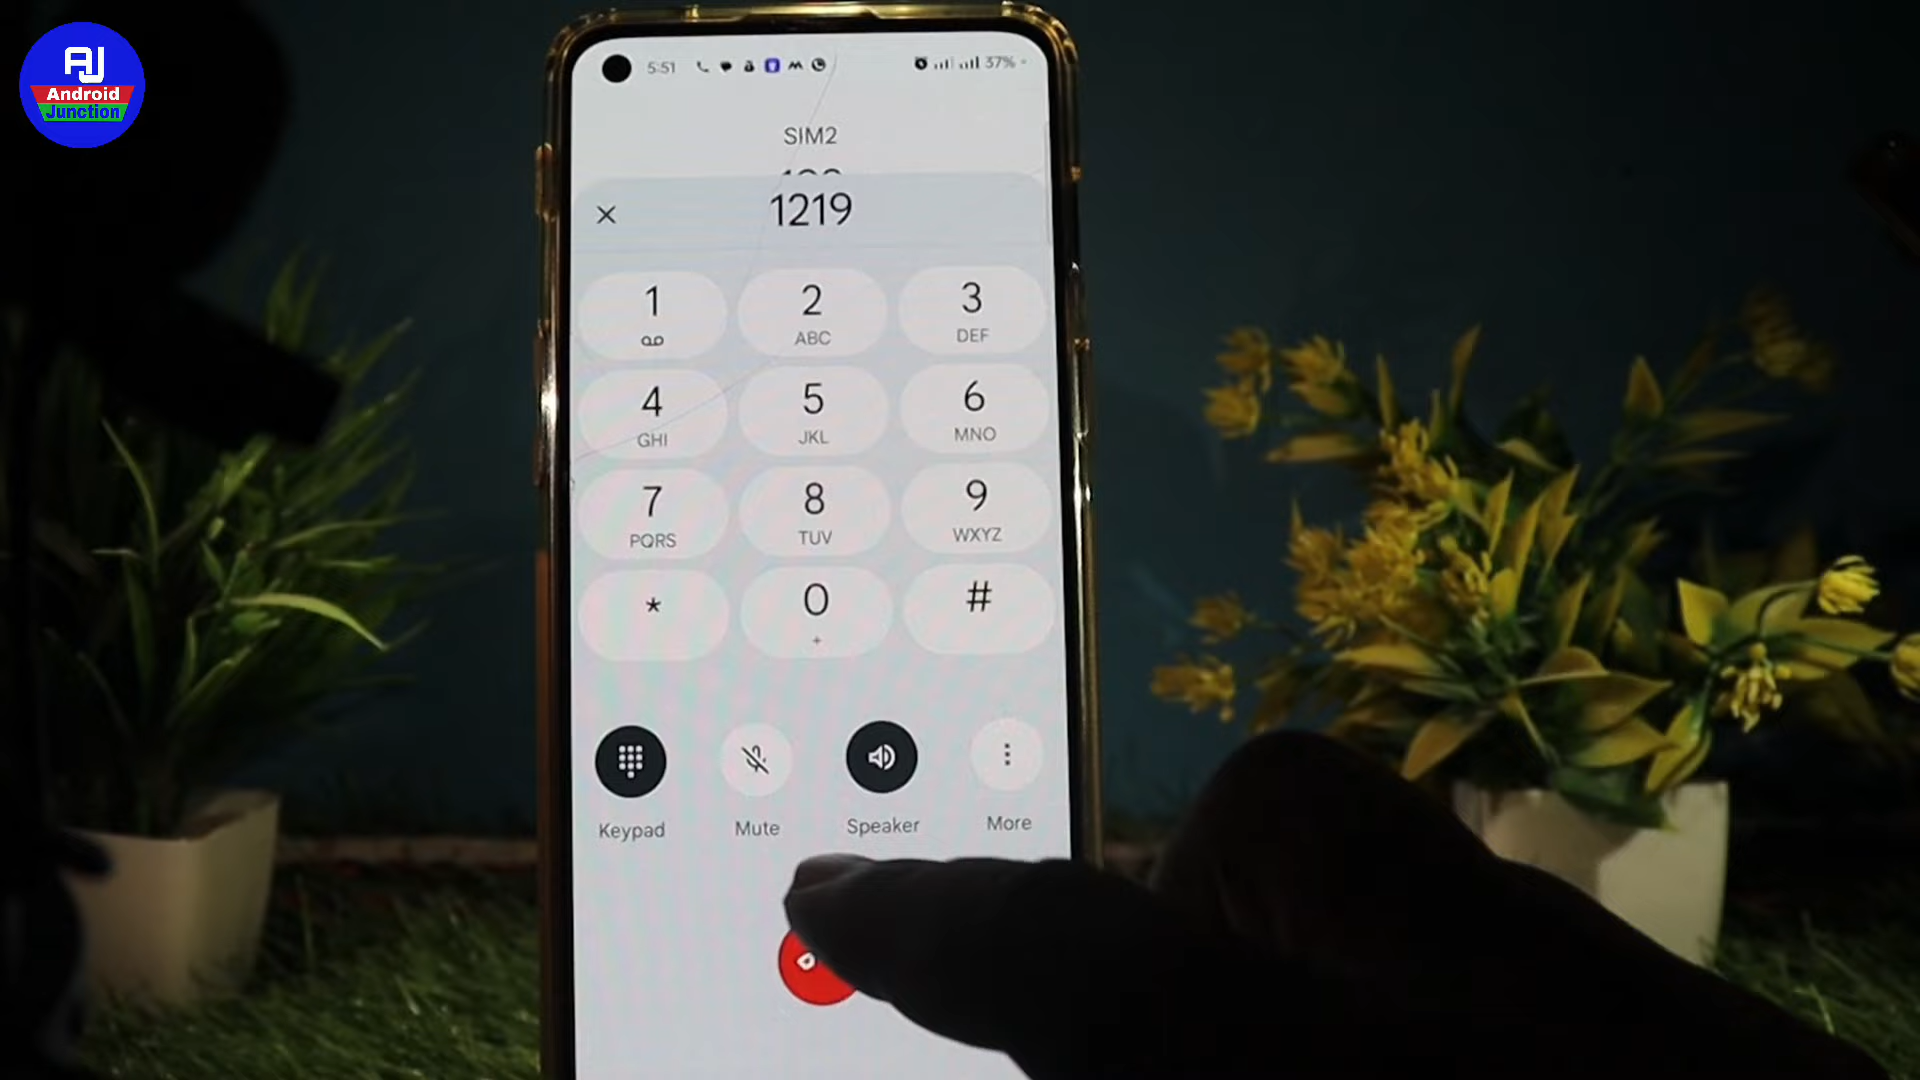 AJ
Android
Junction
5:51
37%
SIM2
1219
1
2
ABC
3
DEF
4
GHI
5
JKL
6
MNO
7
PQRS
8
TUV
9
WXYZ
*
0
+
#
Keypad
Mute
Speaker
More